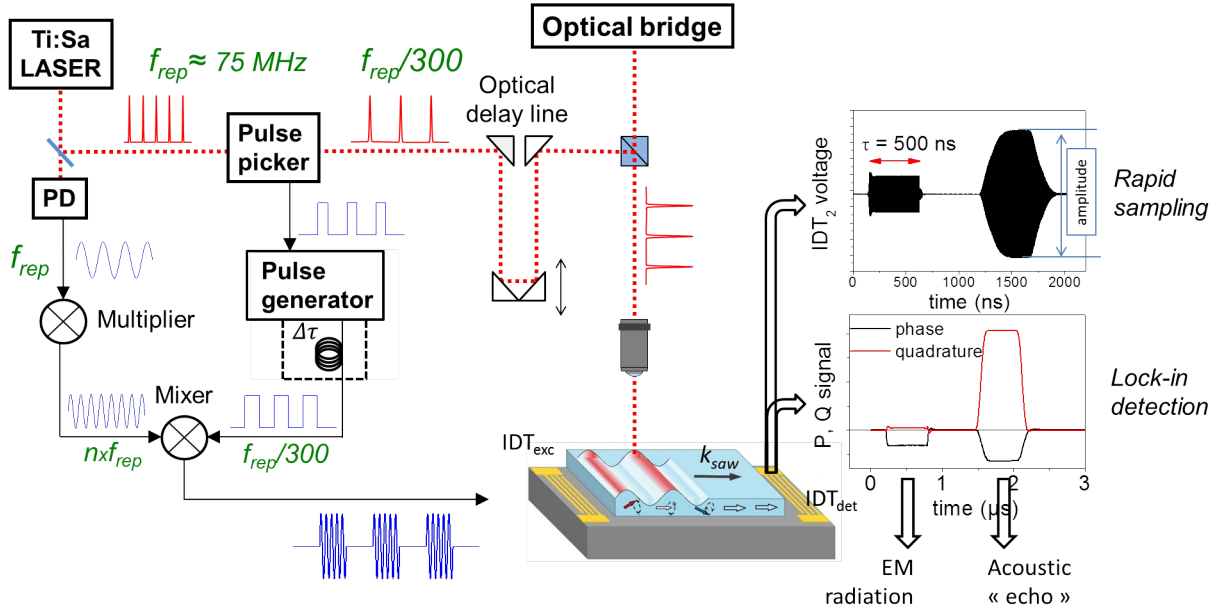 Ti:Sa
LASER
f_rep ≈ 75 MHz
f_rep/300
Optical bridge
Optical
delay line
Pulse
picker
PD
f_rep
Multiplier
Pulse
generator
Δτ
Mixer
nxf_rep
f_rep/300
IDT_exc
k_saw
IDT_det
IDT_2 voltage
τ = 500 ns
amplitude
0
500
1000
1500
2000
time (ns)
Rapid
sampling
P, Q signal
phase
quadrature
0
1
2
3
time (µs)
Lock-in
detection
EM
radiation
Acoustic
« echo »